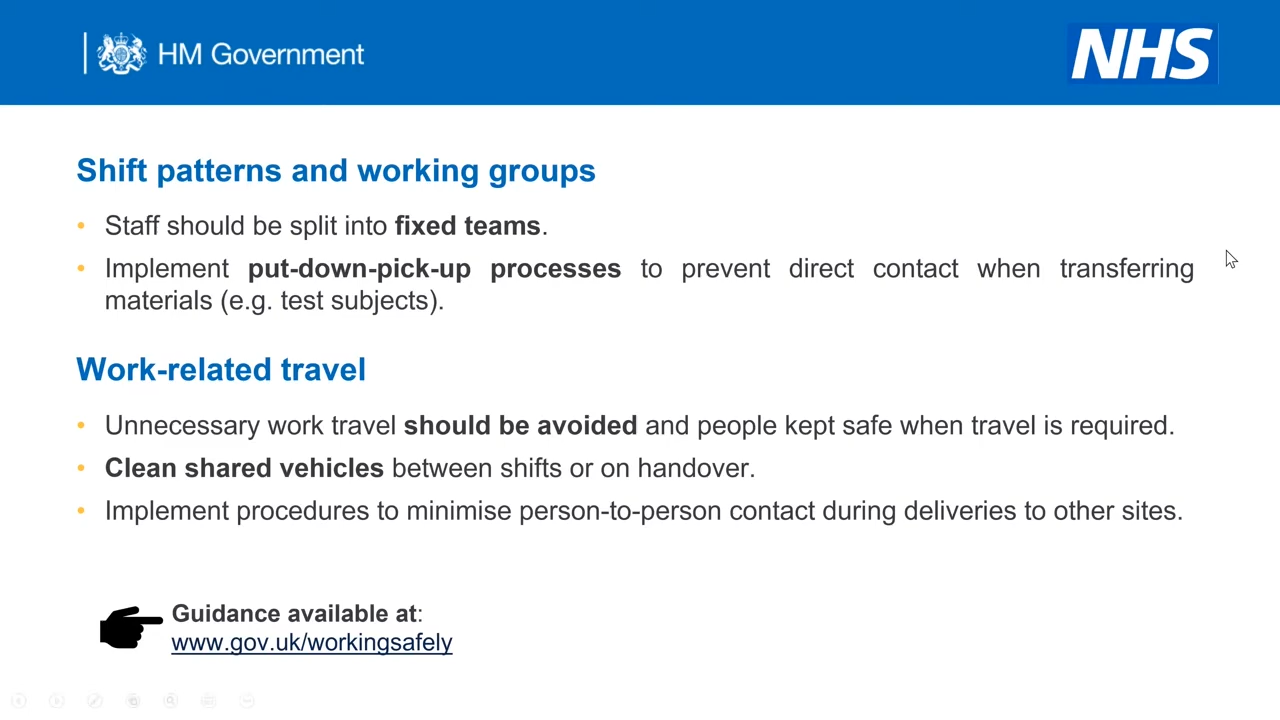 HM Government
NHS
Shift patterns and working groups
• Staff should be split into fixed teams.
• Implement put-down-pick-up processes to prevent direct contact when transferring
materials (e.g. test subjects).
Work-related travel
• Unnecessary work travel should be avoided and people kept safe when travel is required.
• Clean shared vehicles between shifts or on handover.
• Implement procedures to minimise person-to-person contact during deliveries to other sites.
Guidance available at:
www.gov.uk/workingsafely